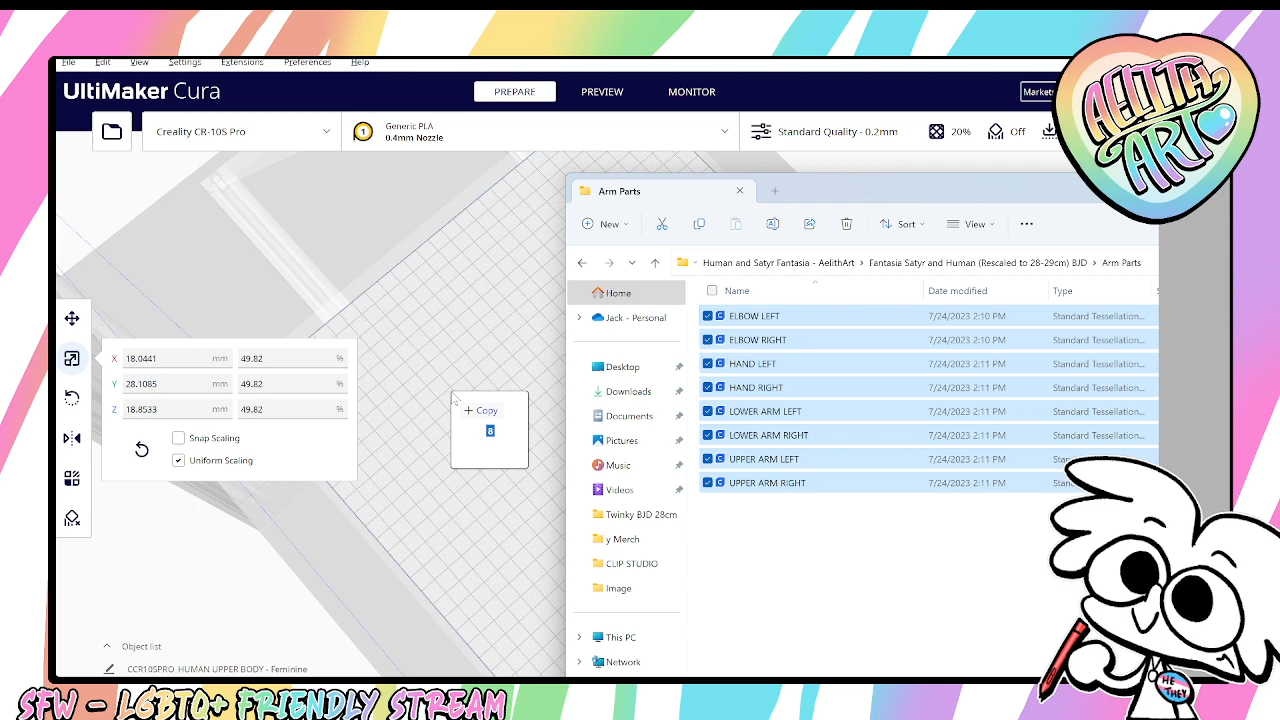 File Edit View Settings Extensions Preferences Help
UltiMaker Cura
PREPARE PREVIEW MONITOR
AELITH
ART
Creality CR-10S Pro
1
Generic PLA
0.4mm Nozzle
Standard Quality - 0.2mm
20%
Off
Arm Parts
New
Sort
View
Human and Satyr Fantasia - AelithArt > Fantasia Satyr and Human (Rescaled to 28-29cm) BJD > Arm Parts
Home
Jack - Personal
Desktop
Downloads
Documents
Pictures
Music
Videos
Twinky BJD 28cm
y Merch
CLIP STUDIO
Image
This PC
Network
Name Date modified Type
ELBOW LEFT 7/24/2023 2:10 PM Standard Tessellation...
ELBOW RIGHT 7/24/2023 2:10 PM Standard Tessellation...
HAND LEFT 7/24/2023 2:11 PM Standard Tessellation...
HAND RIGHT 7/24/2023 2:11 PM Standard Tessellation...
LOWER ARM LEFT 7/24/2023 2:11 PM Standard Tessellation...
LOWER ARM RIGHT 7/24/2023 2:11 PM Standard Tessellation...
UPPER ARM LEFT 7/24/2023 2:11 PM
UPPER ARM RIGHT 7/24/2023 2:11 PM
X 18.0441 mm 49.82 %
Y 28.1085 mm 49.82 %
Z 18.8533 mm 49.82 %
Snap Scaling
Uniform Scaling
+ Copy
8
Object list
CCR10SPRO HUMAN UPPER BODY - Feminine
HE
THEY
SFW - LGBTQ+ FRIENDLY STREAM